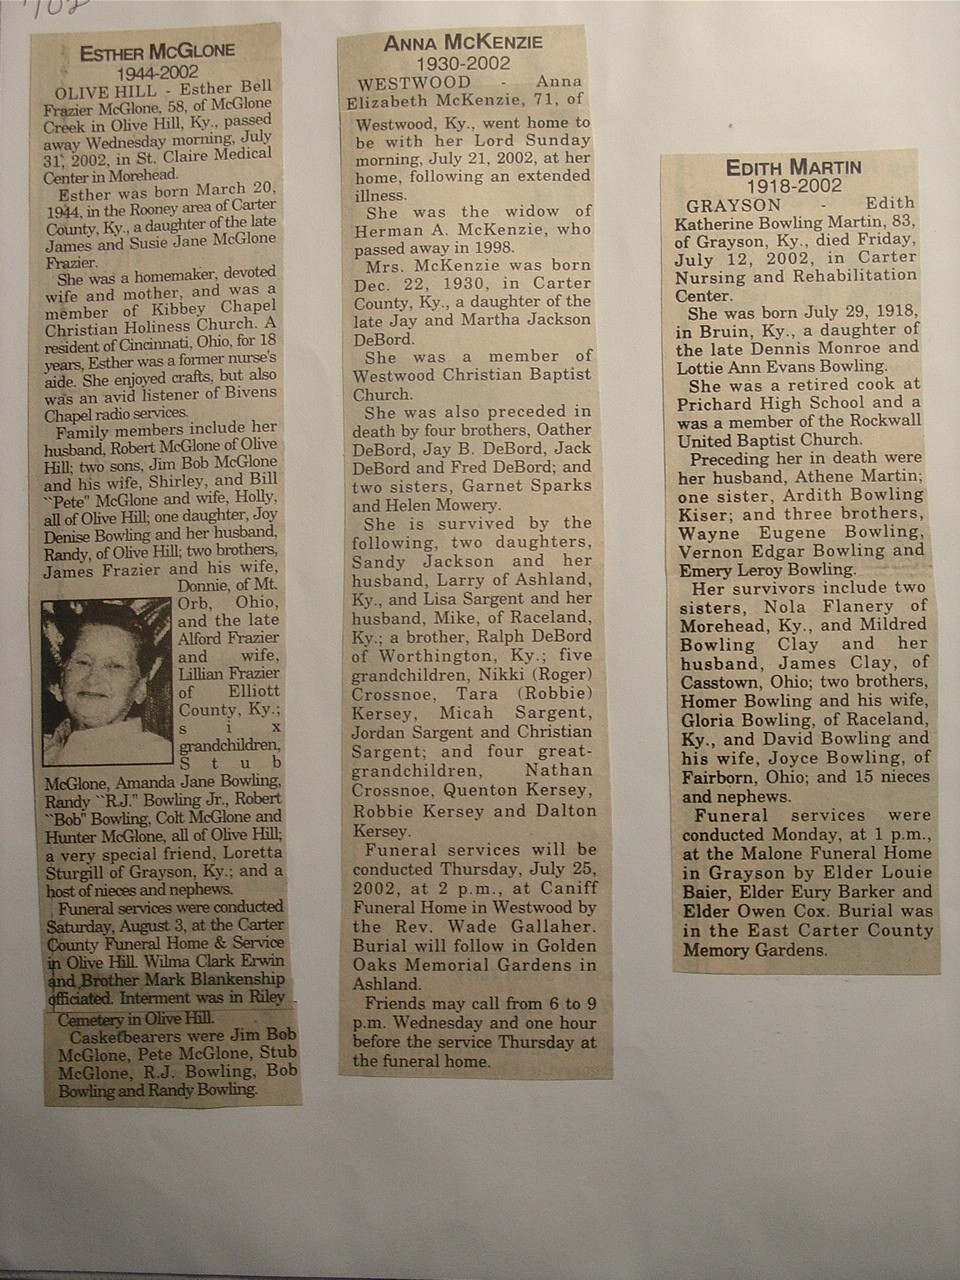 702
ESTHER MCGLONE
1944-2002
OLIVE HILL - Esther Bell
Frazier McGlone, 58, of McGlone
Creek in Olive Hill, Ky., passed
away Wednesday morning, July
31, 2002, in St. Claire Medical
Center in Morehead.
Esther was born March 20,
1944, in the Rooney area of Carter
County, Ky., a daughter of the late
James and Susie Jane McGlone
Frazier.
She was a homemaker, devoted
wife and mother, and was a
member of Kibbey Chapel
Christian Holiness Church. A
resident of Cincinnati, Ohio, for 18
years, Esther was a former nurse's
aide. She enjoyed crafts, but also
was an avid listener of Bivens
Chapel radio services.
Family members include her
husband, Robert McGlone of Olive
Hill; two sons, Jim Bob McGlone
and his wife, Shirley, and Bill
``Pete" McGlone and wife, Holly,
all of Olive Hill; one daughter, Joy
Denise Bowling and her husband,
Randy, of Olive Hill; two brothers,
James Frazier and his wife,
Donnie, of Mt.
Orb, Ohio,
and the late
Alford Frazier
and wife,
Lillian Frazier
of Elliott
County, Ky.;
s i x
grandchildren,
S t u b
McGlone, Amanda Jane Bowling,
Randy ``R.J." Bowling Jr., Robert
``Bob" Bowling, Colt McGlone and
Hunter McGlone, all of Olive Hill;
a very special friend, Loretta
Sturgill of Grayson, Ky.; and a
host of nieces and nephews.
Funeral services were conducted
Saturday, August 3, at the Carter
County Funeral Home & Service
in Olive Hill. Wilma Clark Erwin
and Brother Mark Blankenship
officiated. Interment was in Riley
Cemetery in Olive Hill.
Casketbearers were Jim Bob
McGlone, Pete McGlone, Stub
McGlone, R.J. Bowling, Bob
Bowling and Randy Bowling.
ANNA MCKENZIE
1930-2002
WESTWOOD - Anna
Elizabeth McKenzie, 71, of
Westwood, Ky., went home to
be with her Lord Sunday
morning, July 21, 2002, at her
home, following an extended
illness.
She was the widow of
Herman A. McKenzie, who
passed away in 1998.
Mrs. McKenzie was born
Dec. 22, 1930, in Carter
County, Ky., a daughter of the
late Jay and Martha Jackson
DeBord.
She was a member of
Westwood Christian Baptist
Church.
She was also preceded in
death by four brothers, Oather
DeBord, Jay B. DeBord, Jack
DeBord and Fred DeBord; and
two sisters, Garnet Sparks
and Helen Mowery.
She is survived by the
following, two daughters,
Sandy Jackson and her
husband, Larry of Ashland,
Ky., and Lisa Sargent and her
husband, Mike, of Raceland,
Ky.; a brother, Ralph DeBord
of Worthington, Ky.; five
grandchildren, Nikki (Roger)
Crossnoe, Tara (Robbie)
Kersey, Micah Sargent,
Jordan Sargent and Christian
Sargent; and four great-
grandchildren, Nathan
Crossnoe, Quenton Kersey,
Robbie Kersey and Dalton
Kersey.
Funeral services will be
conducted Thursday, July 25,
2002, at 2 p.m., at Caniff
Funeral Home in Westwood by
the Rev. Wade Gallaher.
Burial will follow in Golden
Oaks Memorial Gardens in
Ashland.
Friends may call from 6 to 9
p.m. Wednesday and one hour
before the service Thursday at
the funeral home.
EDITH MARTIN
1918-2002
GRAYSON - Edith
Katherine Bowling Martin, 83,
of Grayson, Ky., died Friday,
July 12, 2002, in Carter
Nursing and Rehabilitation
Center.
She was born July 29, 1918,
in Bruin, Ky., a daughter of
the late Dennis Monroe and
Lottie Ann Evans Bowling.
She was a retired cook at
Prichard High School and a
was a member of the Rockwall
United Baptist Church.
Preceding her in death were
her husband, Athene Martin;
one sister, Ardith Bowling
Kiser; and three brothers,
Wayne Eugene Bowling,
Vernon Edgar Bowling and
Emery Leroy Bowling.
Her survivors include two
sisters, Nola Flanery of
Morehead, Ky., and Mildred
Bowling Clay and her
husband, James Clay, of
Casstown, Ohio; two brothers,
Homer Bowling and his wife,
Gloria Bowling, of Raceland,
Ky., and David Bowling and
his wife, Joyce Bowling, of
Fairborn, Ohio; and 15 nieces
and nephews.
Funeral services were
conducted Monday, at 1 p.m.,
at the Malone Funeral Home
in Grayson by Elder Louie
Baier, Elder Eury Barker and
Elder Owen Cox. Burial was
in the East Carter County
Memory Gardens.